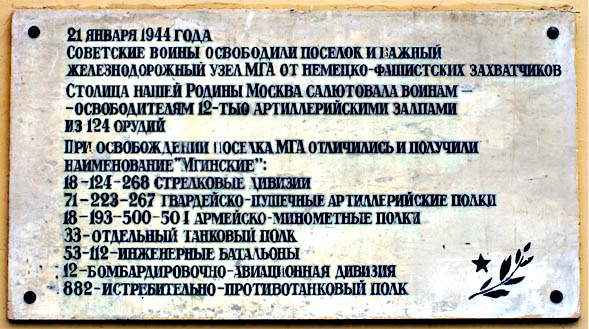 21 ЯНВАРЯ 1944 ГОДА
СОВЕТСКИЕ ВОИНЫ ОСВОБОДИЛИ ПОСЕЛОК И ВАЖНЫЙ
ЖЕЛЕЗНОДОРОЖНЫЙ УЗЕЛ МГА ОТ НЕМЕЦКО-ФАШИСТСКИХ ЗАХВАТЧИКОВ
СТОЛИЦА НАШЕЙ РОДИНЫ МОСКВА САЛЮТОВАЛА ВОИНАМ –
-ОСВОБОДИТЕЛЯМ 12-ТЬЮ АРТИЛЛЕРИЙСКИМИ ЗАЛПАМИ
ИЗ 124 ОРУДИЙ
ПРИ ОСВОБОЖДЕНИИ ПОСЕЛКА МГА ОТЛИЧИЛИСЬ И ПОЛУЧИЛИ
НАИМЕНОВАНИЕ "МГИНСКИЕ":
18-124-268 СТРЕЛКОВЫЕ ДИВИЗИИ
71-223-267 ГВАРДЕЙСКО-ПУШЕЧНЫЕ АРТИЛЛЕРИЙСКИЕ ПОЛКИ
18-193-500-501 АРМЕЙСКО-МИНОМЕТНЫЕ ПОЛКИ
33-ОТДЕЛЬНЫЙ ТАНКОВЫЙ ПОЛК
53-112-ИНЖЕНЕРНЫЕ БАТАЛЬОНЫ
12-БОМБАРДИРОВОЧНО-АВИАЦИОННАЯ ДИВИЗИЯ
882-ИСТРЕБИТЕЛЬНО-ПРОТИВОТАНКОВЫЙ ПОЛК